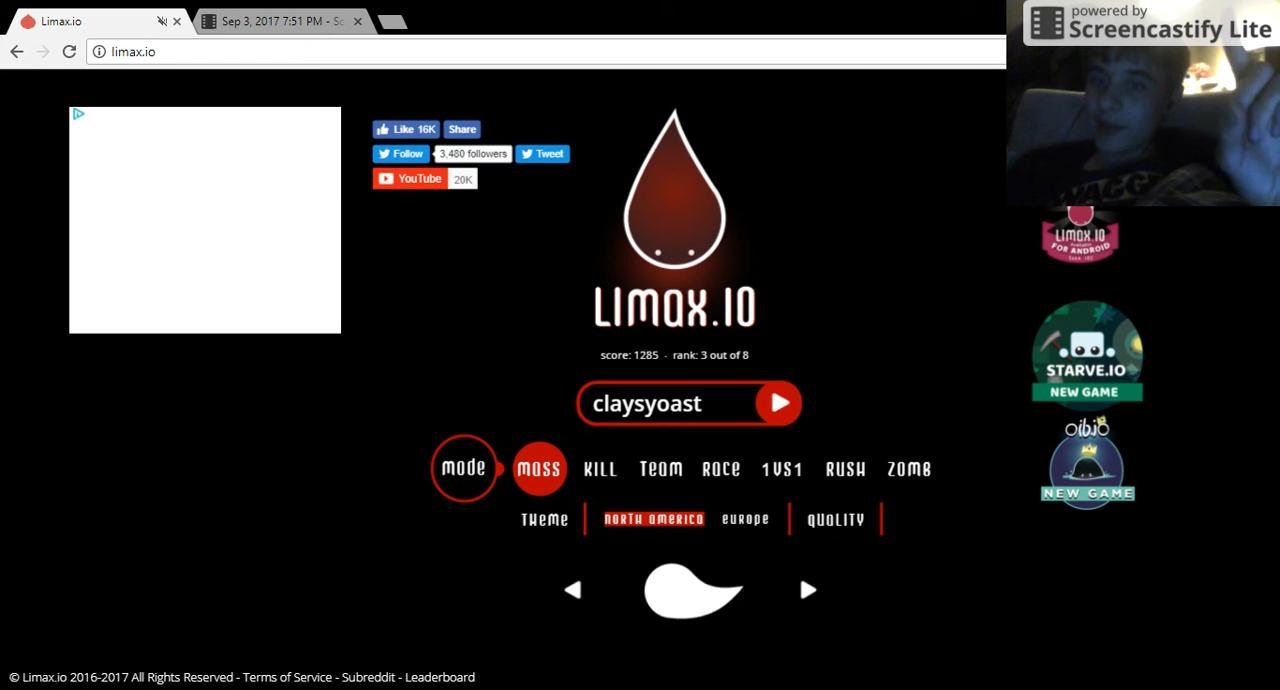 Limax.io
Sep 3, 2017 7:51 PM - Sc
limax.io
powered by
Screencastify Lite
Like 16K Share
Follow 3,480 followers Tweet
YouTube 20K
LIMAX.IO
FOR ANDROID
LIMAX.IO
score: 1285 - rank: 3 out of 8
STARVE.IO
NEW GAME
claysyoast
oib.io
NEW GAME
mode mass KILL Team Race 1VS1 RUSH ZOMB
THeme NORTH AMERICA europe QUALITY
© Limax.io 2016-2017 All Rights Reserved - Terms of Service - Subreddit - Leaderboard